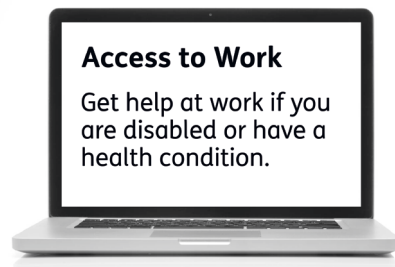 Access to Work
Get help at work if you
are disabled or have a
health condition.